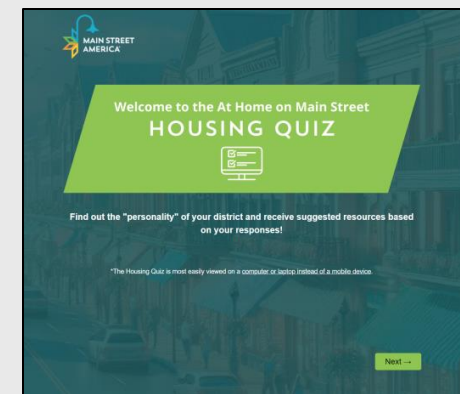 MAIN STREET
AMERICA
Welcome to the At Home on Main Street
HOUSING QUIZ
Find out the "personality" of your district and receive suggested resources based
on your responses!
*The Housing Quiz is most easily viewed on a computer or laptop instead of a mobile device.
Next →